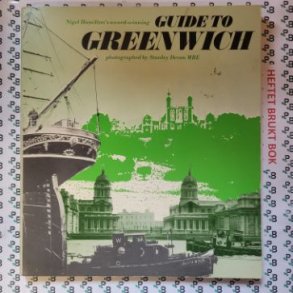 Nigel Hamilton's award-winning
GUIDE TO
GREENWICH
photographed by Stanley Devon MBE
HEFTET BRUKT BOK